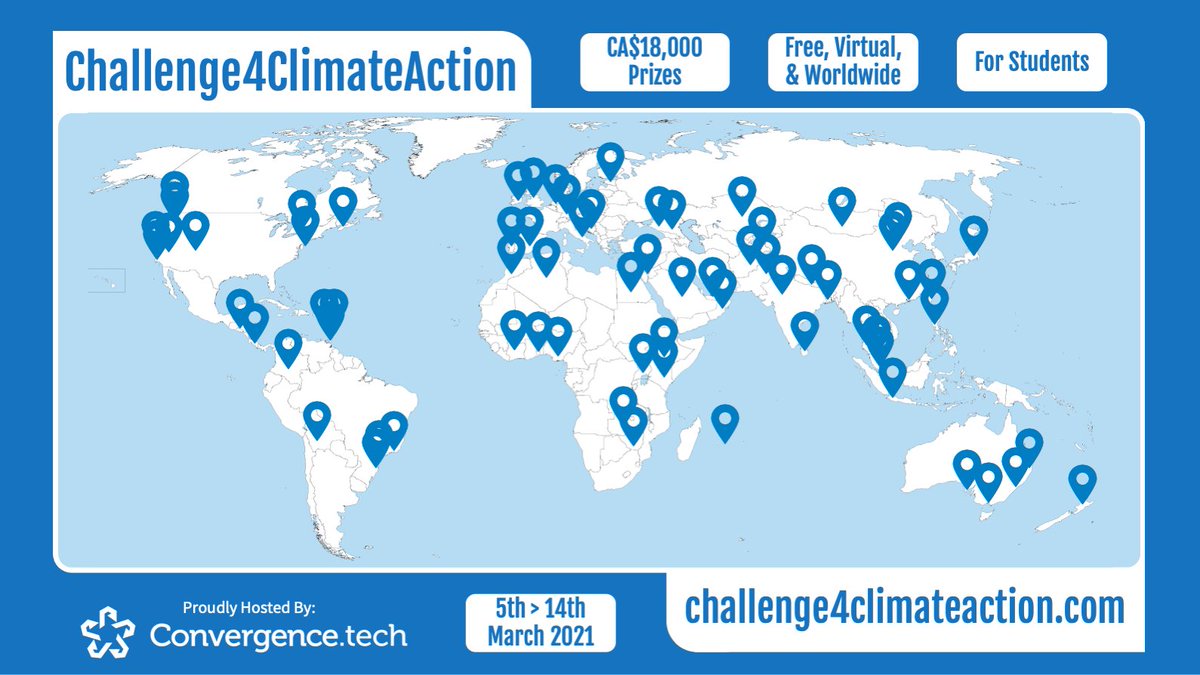 Challenge4ClimateAction
CA$18,000
Prizes
Free, Virtual,
& Worldwide
For Students
Proudly Hosted By:
Convergence.tech
5th > 14th
March 2021
challenge4climateaction.com